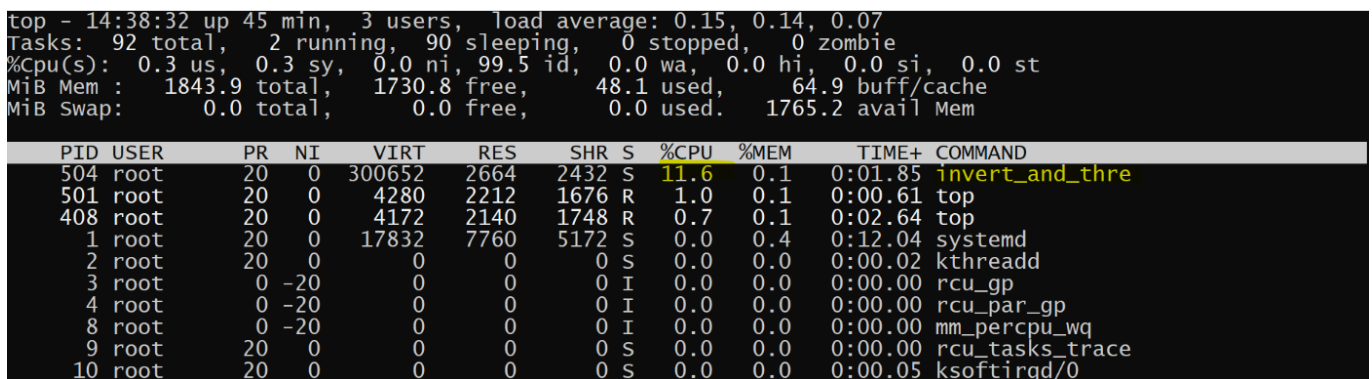 top - 14:38:32 up 45 min,  3 users,  load average: 0.15, 0.14, 0.07
Tasks:  92 total,   2 running,  90 sleeping,   0 stopped,   0 zombie
%Cpu(s):  0.3 us,  0.3 sy,  0.0 ni, 99.5 id,  0.0 wa,  0.0 hi,  0.0 si,  0.0 st
MiB Mem :   1843.9 total,   1730.8 free,     48.1 used,     64.9 buff/cache
MiB Swap:      0.0 total,      0.0 free,      0.0 used.   1765.2 avail Mem
PID USER      PR  NI    VIRT    RES    SHR S  %CPU  %MEM     TIME+ COMMAND
504 root      20   0  300652   2664   2432 S  11.6   0.1   0:01.85 invert_and_thre
501 root      20   0    4280   2212   1676 R   1.0   0.1   0:00.61 top
408 root      20   0    4172   2140   1748 R   0.7   0.1   0:02.64 top
1 root      20   0   17832   7760   5172 S   0.0   0.4   0:12.04 systemd
2 root      20   0       0      0      0 S   0.0   0.0   0:00.02 kthreadd
3 root       0 -20       0      0      0 I   0.0   0.0   0:00.00 rcu_gp
4 root       0 -20       0      0      0 I   0.0   0.0   0:00.00 rcu_par_gp
8 root       0 -20       0      0      0 I   0.0   0.0   0:00.00 mm_percpu_wq
9 root      20   0       0      0      0 S   0.0   0.0   0:00.00 rcu_tasks_trace
10 root      20   0       0      0      0 S   0.0   0.0   0:00.05 ksoftirqd/0